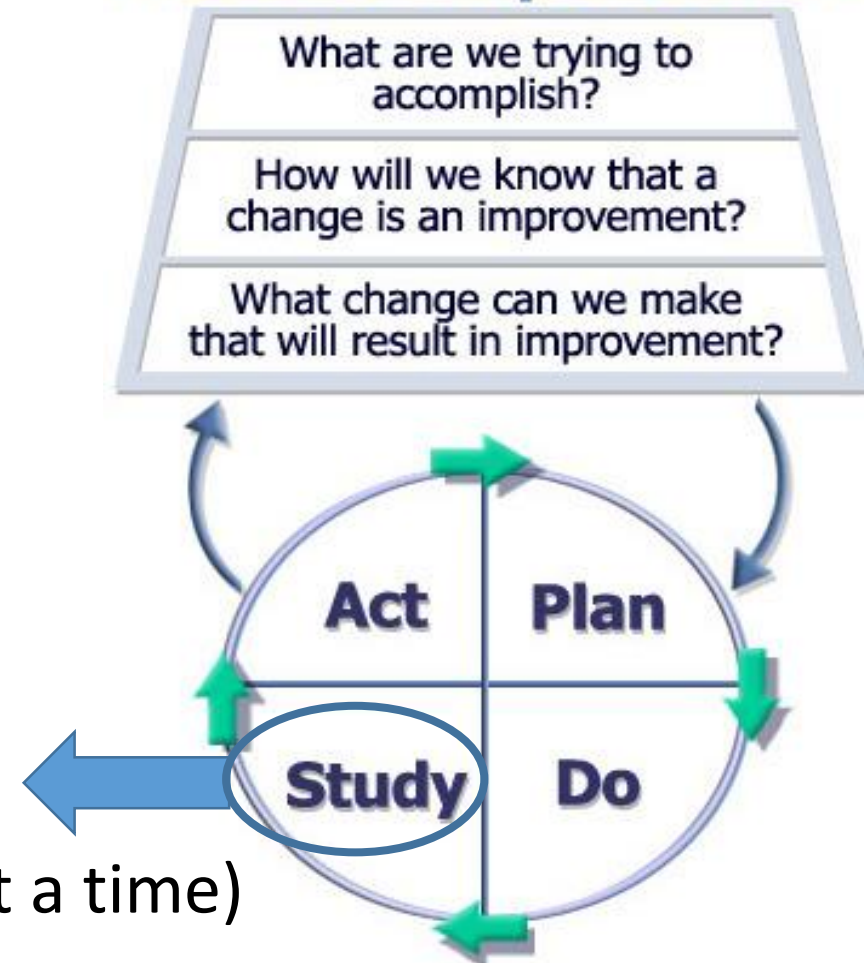 What are we trying to
accomplish?
How will we know that a
change is an improvement?
What change can we make
that will result in improvement?
Act
Plan
Study
Do
a time)